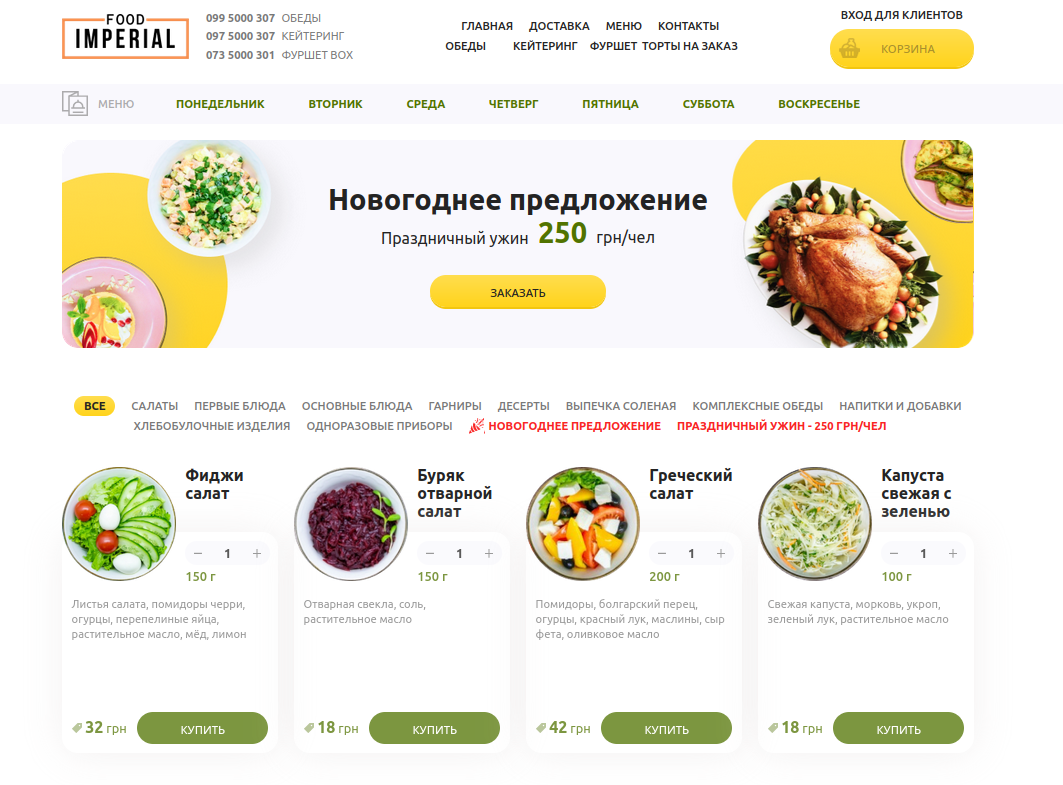 FOOD
IMPERIAL
099 5000 307 ОБЕДЫ
097 5000 307 КЕЙТЕРИНГ
073 5000 301 ФУРШЕТ BOX
ГЛАВНАЯ ДОСТАВКА МЕНЮ КОНТАКТЫ
ОБЕДЫ КЕЙТЕРИНГ ФУРШЕТ ТОРТЫ НА ЗАКАЗ
ВХОД ДЛЯ КЛИЕНТОВ
КОРЗИНА
МЕНЮ ПОНЕДЕЛЬНИК ВТОРНИК СРЕДА ЧЕТВЕРГ ПЯТНИЦА СУББОТА ВОСКРЕСЕНЬЕ
Новогоднее предложение
Праздничный ужин 250 грн/чел
ЗАКАЗАТЬ
ВСЕ САЛАТЫ ПЕРВЫЕ БЛЮДА ОСНОВНЫЕ БЛЮДА ГАРНИРЫ ДЕСЕРТЫ ВЫПЕЧКА СОЛЕНАЯ КОМПЛЕКСНЫЕ ОБЕДЫ НАПИТКИ И ДОБАВКИ
ХЛЕБОБУЛОЧНЫЕ ИЗДЕЛИЯ ОДНОРАЗОВЫЕ ПРИБОРЫ НОВОГОДНЕЕ ПРЕДЛОЖЕНИЕ ПРАЗДНИЧНЫЙ УЖИН - 250 ГРН/ЧЕЛ
Фиджи
салат
− 1 +
150 г
Листья салата, помидоры черри,
огурцы, перепелиные яйца,
растительное масло, мёд, лимон
32 грн КУПИТЬ
Буряк
отварной
салат
− 1 +
150 г
Отварная свекла, соль,
растительное масло
18 грн КУПИТЬ
Греческий
салат
− 1 +
200 г
Помидоры, болгарский перец,
огурцы, красный лук, маслины, сыр
фета, оливковое масло
42 грн КУПИТЬ
Капуста
свежая с
зеленью
− 1 +
100 г
Свежая капуста, морковь, укроп,
зеленый лук, растительное масло
18 грн КУПИТЬ